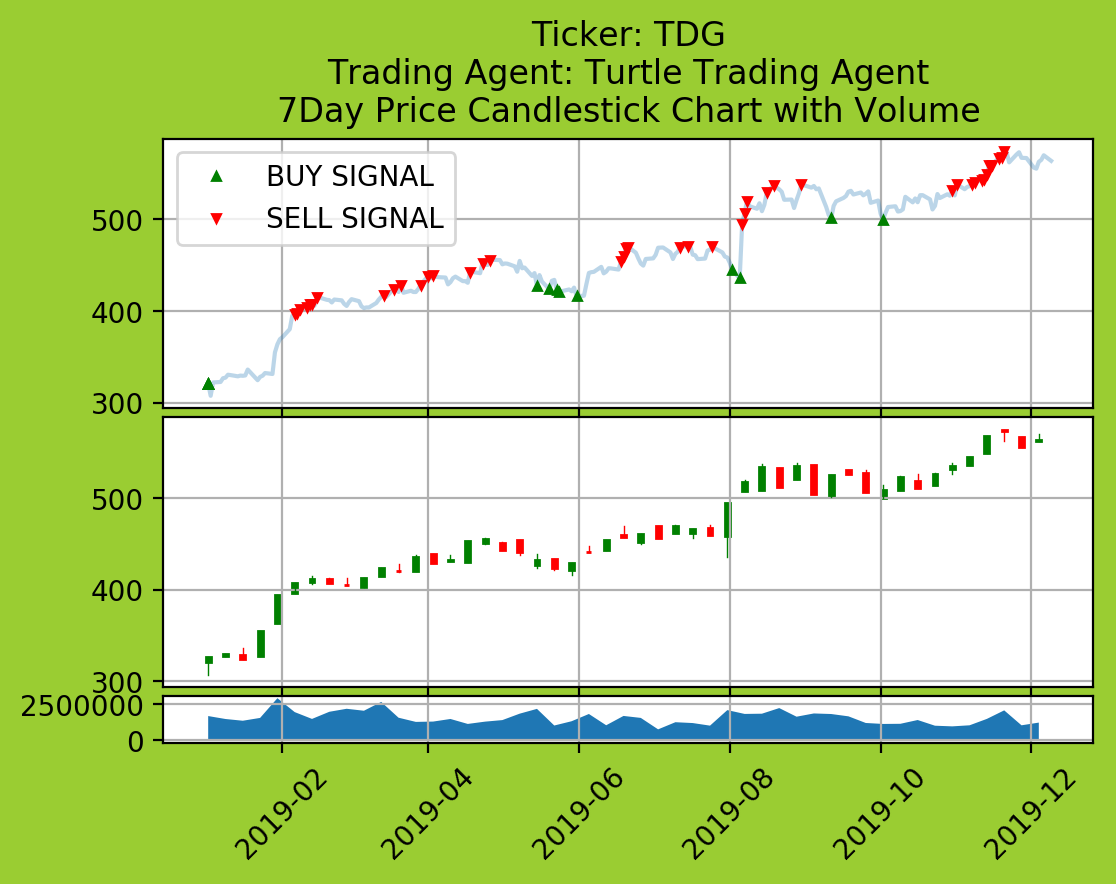 Ticker: TDG
Trading Agent: Turtle Trading Agent
7Day Price Candlestick Chart with Volume
BUY SIGNAL
SELL SIGNAL
500
400
300
500
400
300
2500000
0
2019-02
2019-04
2019-06
2019-08
2019-10
2019-12